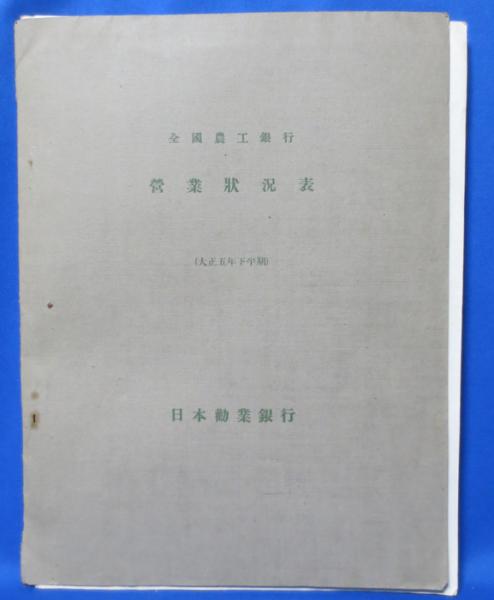 全國農工銀行
營業狀況表
(大正五年下半期)
日本勸業銀行